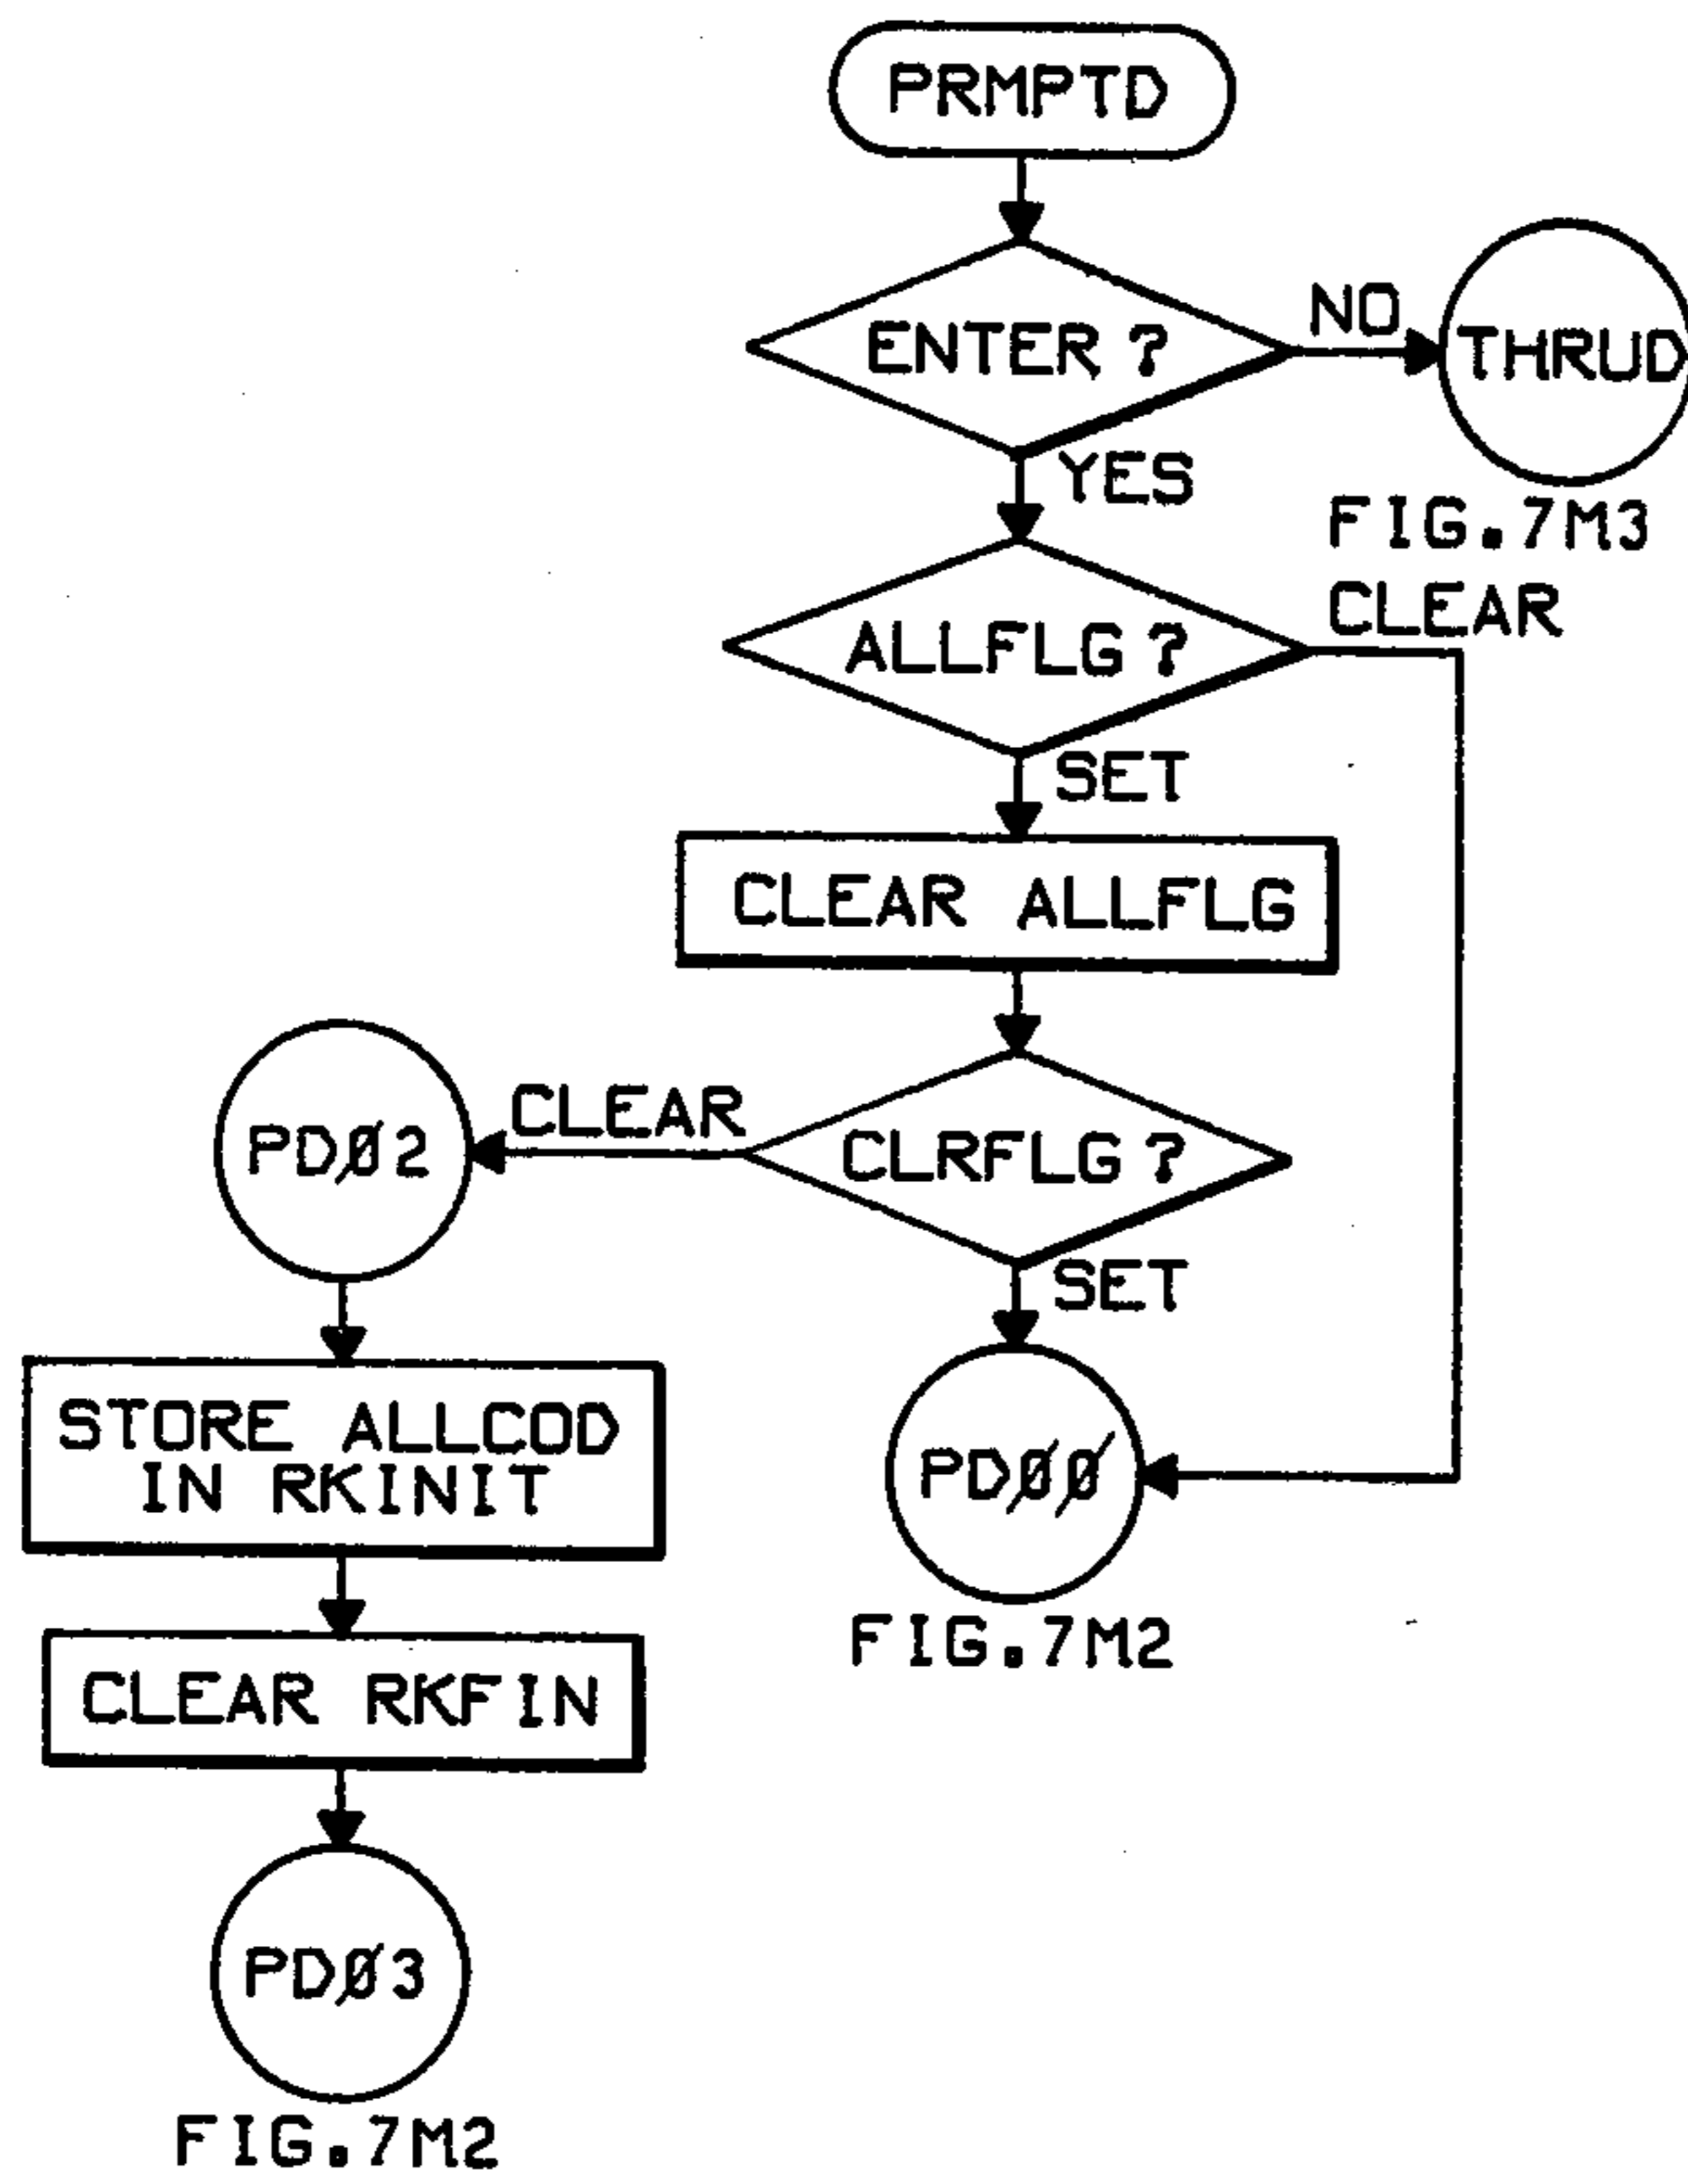 PRMPTD
ENTER ?
NO
THRUD
YES
FIG.7M3
CLEAR
ALLFLG ?
SET
CLEAR ALLFLG
CLEAR
PDØ2
CLRFLG ?
SET
STORE ALLCOD
IN RKINIT
PDØØ
FIG.7M2
CLEAR RKFIN
PDØ3
FIG.7M2